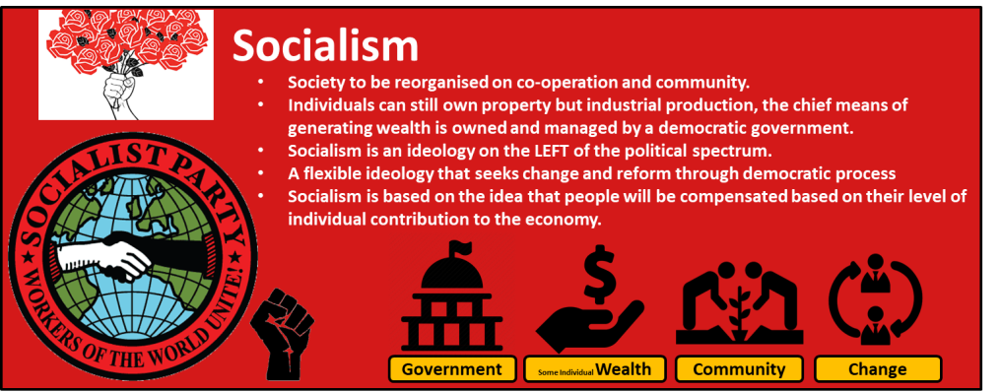 Socialism
• Society to be reorganised on co-operation and community.
• Individuals can still own property but industrial production, the chief means of
generating wealth is owned and managed by a democratic government.
• Socialism is an ideology on the LEFT of the political spectrum.
• A flexible ideology that seeks change and reform through democratic process
• Socialism is based on the idea that people will be compensated based on their level of
individual contribution to the economy.
SOCIALIST PARTY
WORKERS OF THE WORLD UNITE!
$
Government
Some Individual Wealth
Community
Change